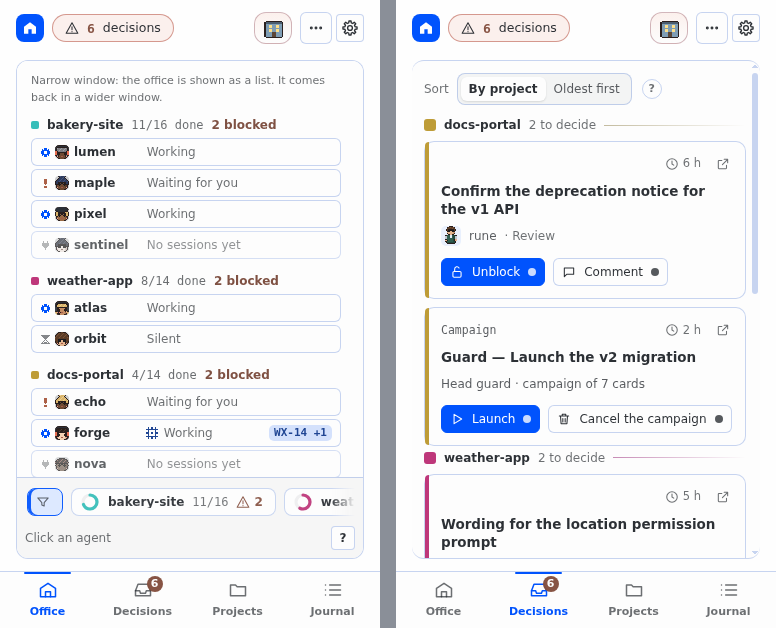 6 decisions
Narrow window: the office is shown as a list. It comes
back in a wider window.
bakery-site 11/16 done 2 blocked
lumen Working
maple Waiting for you
pixel Working
sentinel No sessions yet
weather-app 8/14 done 2 blocked
atlas Working
orbit Silent
docs-portal 4/14 done 2 blocked
echo Waiting for you
forge Working WX-14 +1
nova No sessions yet
bakery-site 11/16 2 weat
Click an agent ?
6
Office Decisions Projects Journal
6 decisions
Sort By project Oldest first ?
docs-portal 2 to decide
6 h
Confirm the deprecation notice for
the v1 API
rune · Review
Unblock Comment
Campaign 2 h
Guard — Launch the v2 migration
Head guard · campaign of 7 cards
Launch Cancel the campaign
weather-app 2 to decide
5 h
Wording for the location permission
prompt
6
Office Decisions Projects Journal